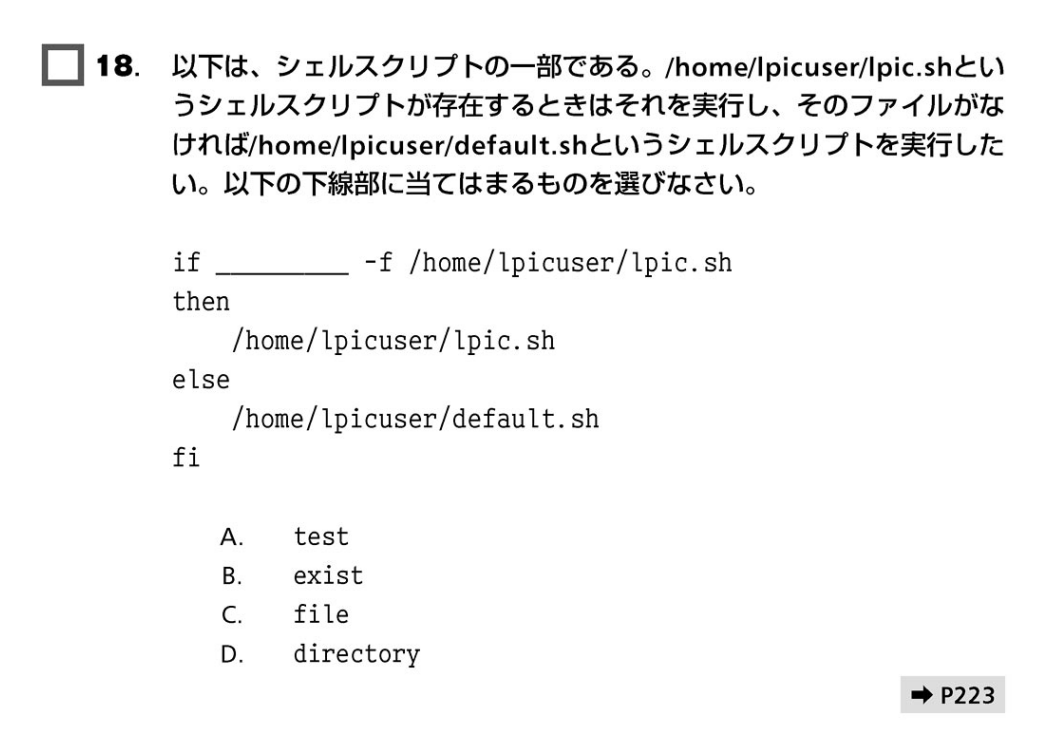 18. 以下は、シェルスクリプトの一部である。/home/lpicuser/lpic.shとい
うシェルスクリプトが存在するときはそれを実行し、そのファイルがな
ければ/home/lpicuser/default.shというシェルスクリプトを実行した
い。以下の下線部に当てはまるものを選びなさい。
if _________ -f /home/lpicuser/lpic.sh
then
    /home/lpicuser/lpic.sh
else
    /home/lpicuser/default.sh
fi
A. test
B. exist
C. file
D. directory
➡ P223